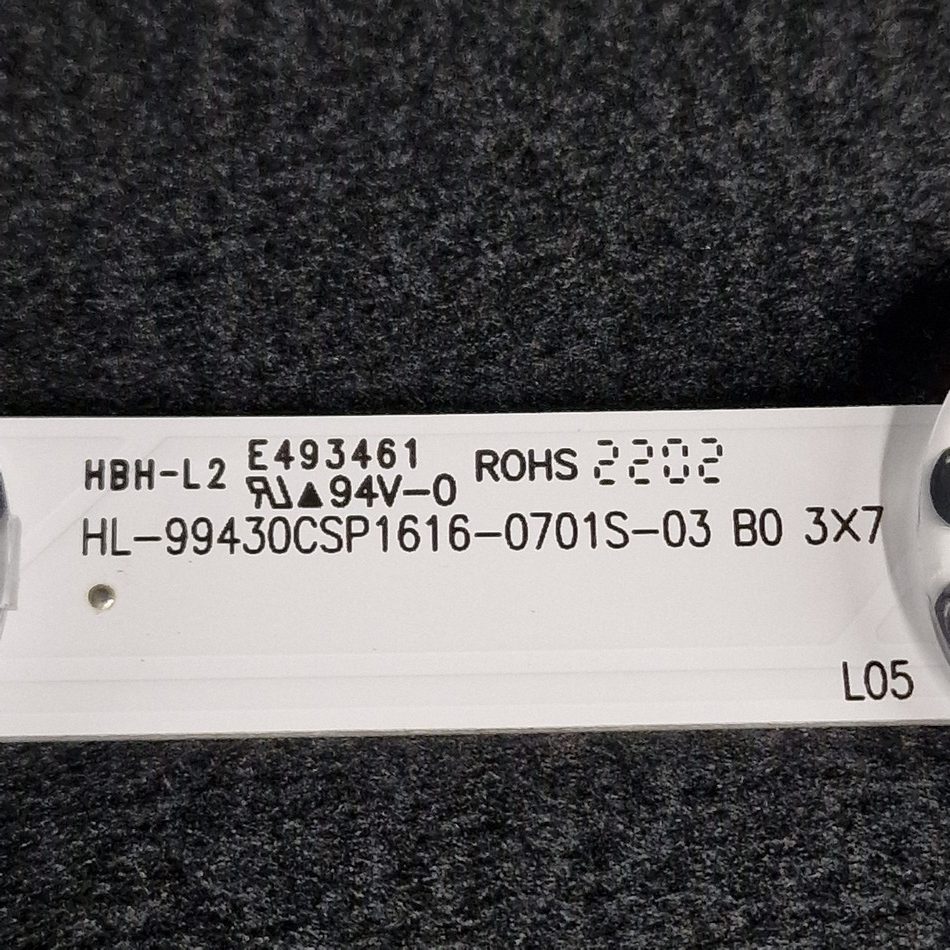 HBH-L2 E493461 ROHS 2202
▲94V-0
HL-99430CSP1616-0701S-03 B0 3X7
L05